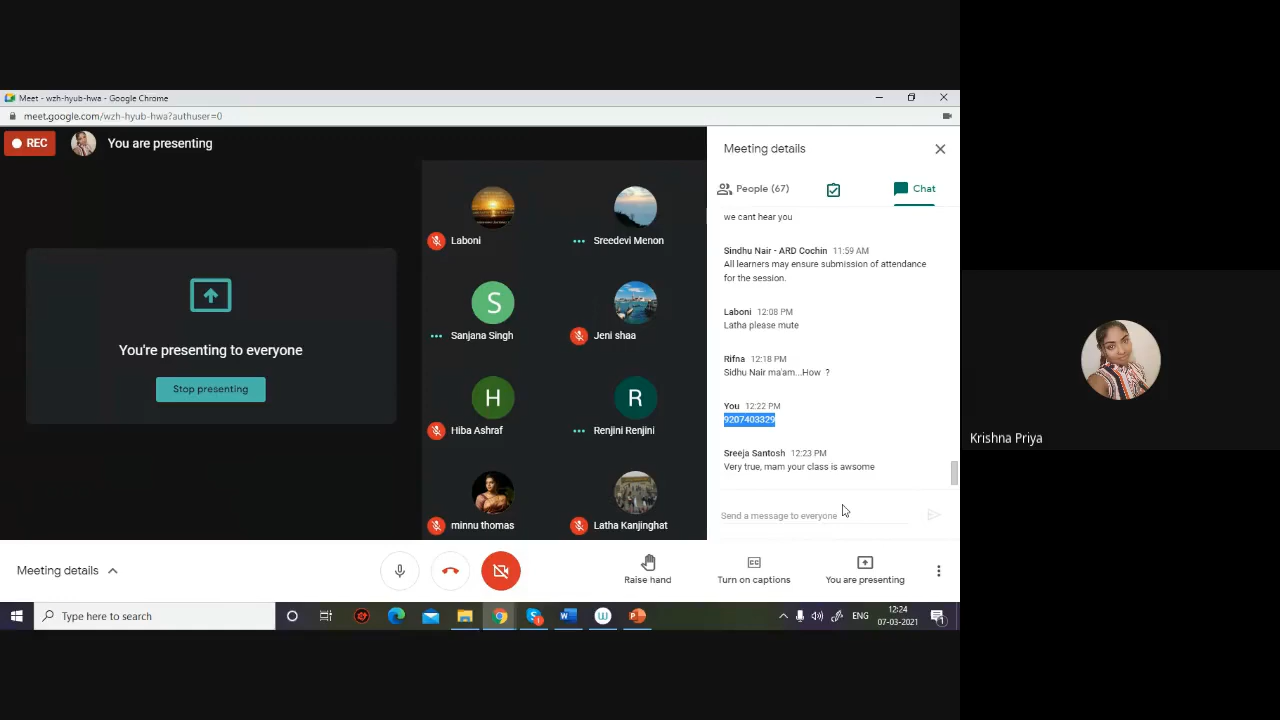 Meet - wzh-hyub-hwa - Google Chrome
meet.google.com/wzh-hyub-hwa?authuser=0
REC
You are presenting
You're presenting to everyone
Stop presenting
Laboni
Sreedevi Menon
S
Sanjana Singh
Jeni shaa
H
Hiba Ashraf
R
Renjini Renjini
minnu thomas
Latha Kanjinghat
Meeting details
People (67)
Chat
we cant hear you
Sindhu Nair - ARD Cochin 11:59 AM
All learners may ensure submission of attendance
for the session.
Laboni 12:08 PM
Latha please mute
Rifna 12:18 PM
Sidhu Nair ma'am...How ?
You 12:22 PM
9207403329
Sreeja Santosh 12:23 PM
Very true, mam your class is awsome
Send a message to everyone
Meeting details
Raise hand
Turn on captions
You are presenting
Type here to search
ENG
12:24
07-03-2021
Krishna Priya